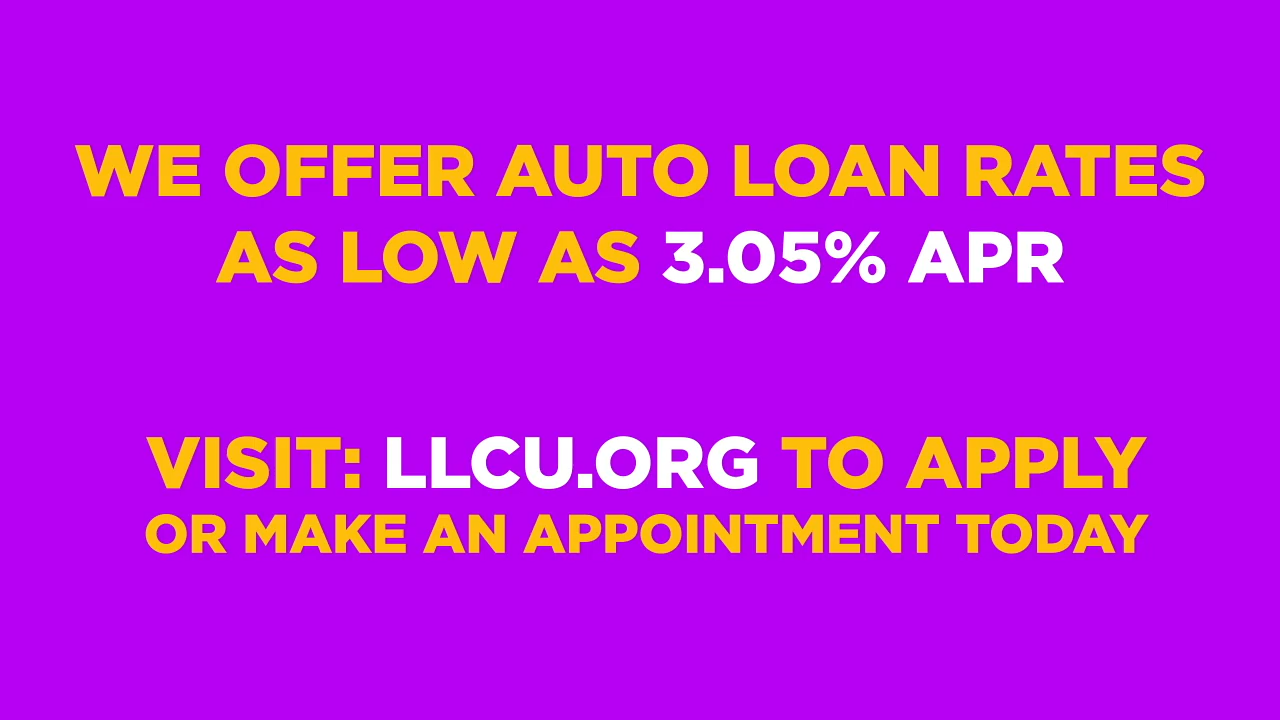 WE OFFER AUTO LOAN RATES
AS LOW AS 3.05% APR
VISIT: LLCU.ORG TO APPLY
OR MAKE AN APPOINTMENT TODAY